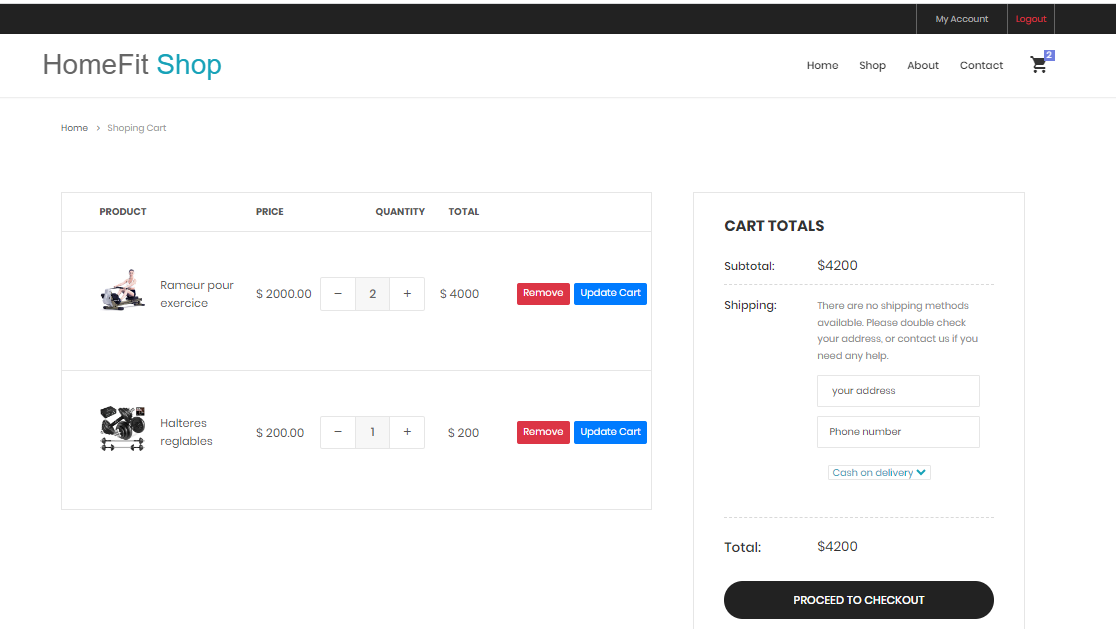 My Account Logout
HomeFit Shop
Home Shop About Contact 2
Home > Shoping Cart
PRODUCT PRICE QUANTITY TOTAL
Rameur pour
exercice
$ 2000.00 − 2 + $ 4000 Remove Update Cart
Halteres
reglables
$ 200.00 − 1 + $ 200 Remove Update Cart
CART TOTALS
Subtotal: $4200
Shipping: There are no shipping methods
available. Please double check
your address, or contact us if you
need any help.
your address
Phone number
Cash on delivery
Total: $4200
PROCEED TO CHECKOUT